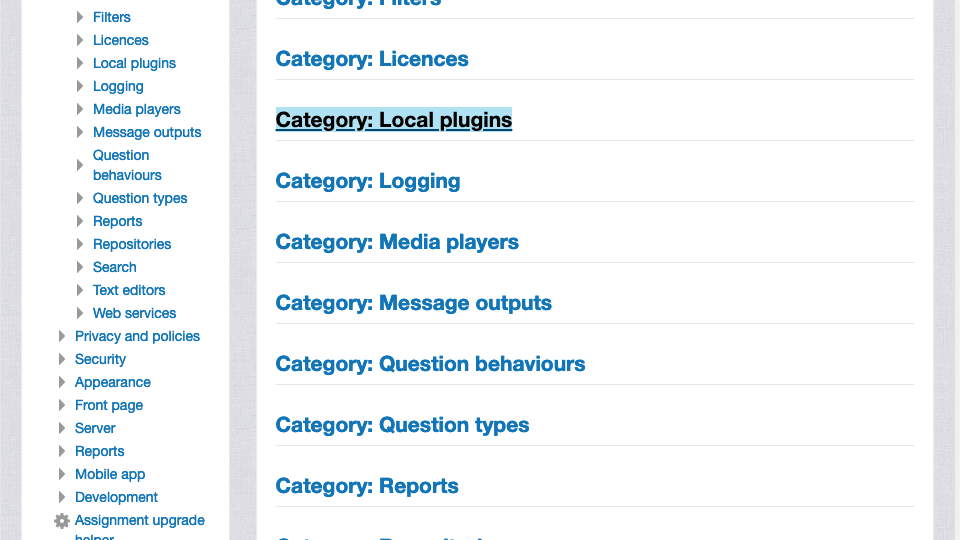 Filters
Licences
Local plugins
Logging
Media players
Message outputs
Question
behaviours
Question types
Reports
Repositories
Search
Text editors
Web services
Privacy and policies
Security
Appearance
Front page
Server
Reports
Mobile app
Development
Assignment upgrade
helper
Category: Filters
Category: Licences
Category: Local plugins
Category: Logging
Category: Media players
Category: Message outputs
Category: Question behaviours
Category: Question types
Category: Reports
Category: Repositories